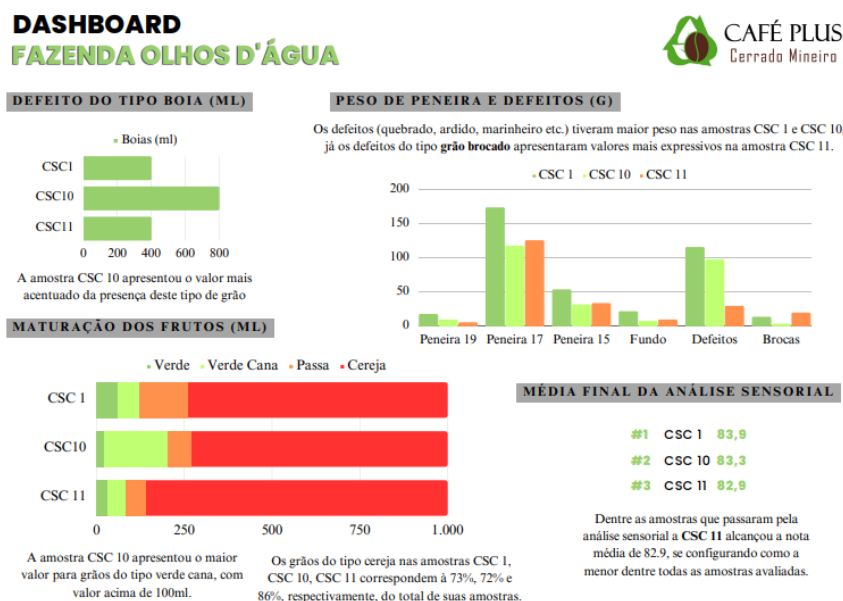 DASHBOARD
FAZENDA OLHOS D'ÁGUA
CAFÉ PLUS
Cerrado Mineiro
DEFEITO DO TIPO BOIA (ML)
Boias (ml)
CSC1
CSC10
CSC11
0 200 400 600 800
A amostra CSC 10 apresentou o valor mais
acentuado da presença deste tipo de grão
PESO DE PENEIRA E DEFEITOS (G)
Os defeitos (quebrado, ardido, marinheiro etc.) tiveram maior peso nas amostras CSC 1 e CSC 10,
já os defeitos do tipo grão brocado apresentaram valores mais expressivos na amostra CSC 11.
CSC 1 CSC 10 CSC 11
200
150
100
50
0
Peneira 19 Peneira 17 Peneira 15 Fundo Defeitos Brocas
MATURAÇÃO DOS FRUTOS (ML)
Verde Verde Cana Passa Cereja
CSC 1
CSC10
CSC 11
0 250 500 750 1.000
A amostra CSC 10 apresentou o maior
valor para grãos do tipo verde cana, com
valor acima de 100ml.
Os grãos do tipo cereja nas amostras CSC 1,
CSC 10, CSC 11 correspondem à 73%, 72% e
86%, respectivamente, do total de suas amostras.
MÉDIA FINAL DA ANÁLISE SENSORIAL
#1 CSC 1 83,9
#2 CSC 10 83,3
#3 CSC 11 82,9
Dentre as amostras que passaram pela
análise sensorial a CSC 11 alcançou a nota
média de 82.9, se configurando como a
menor dentre todas as amostras avaliadas.